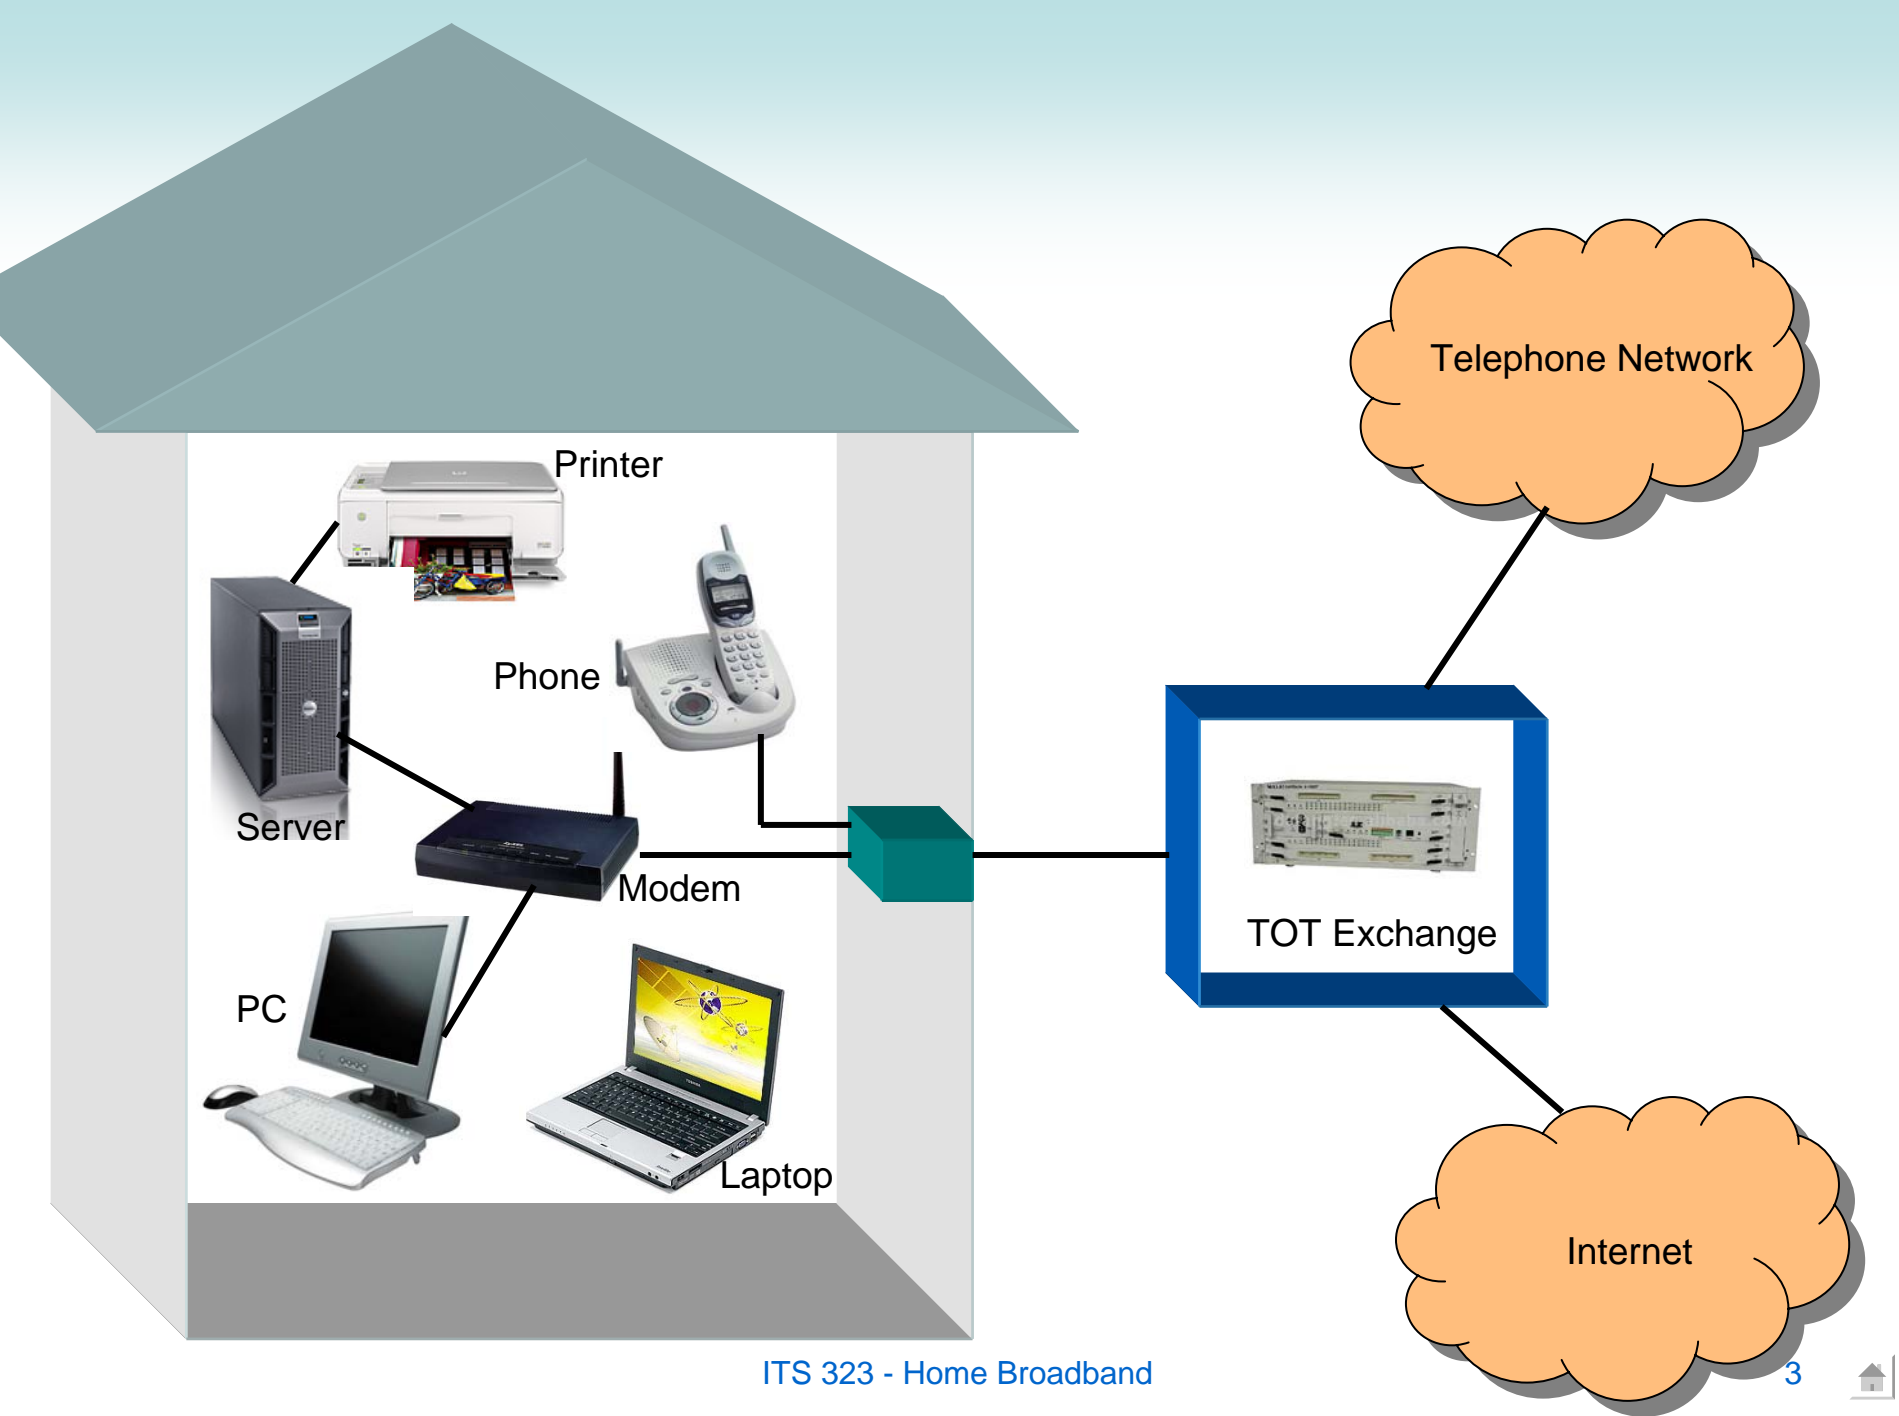 Telephone Network
Printer
Phone
Server
Modem
TOT Exchange
PC
Laptop
Internet
ITS 323 - Home Broadband
3